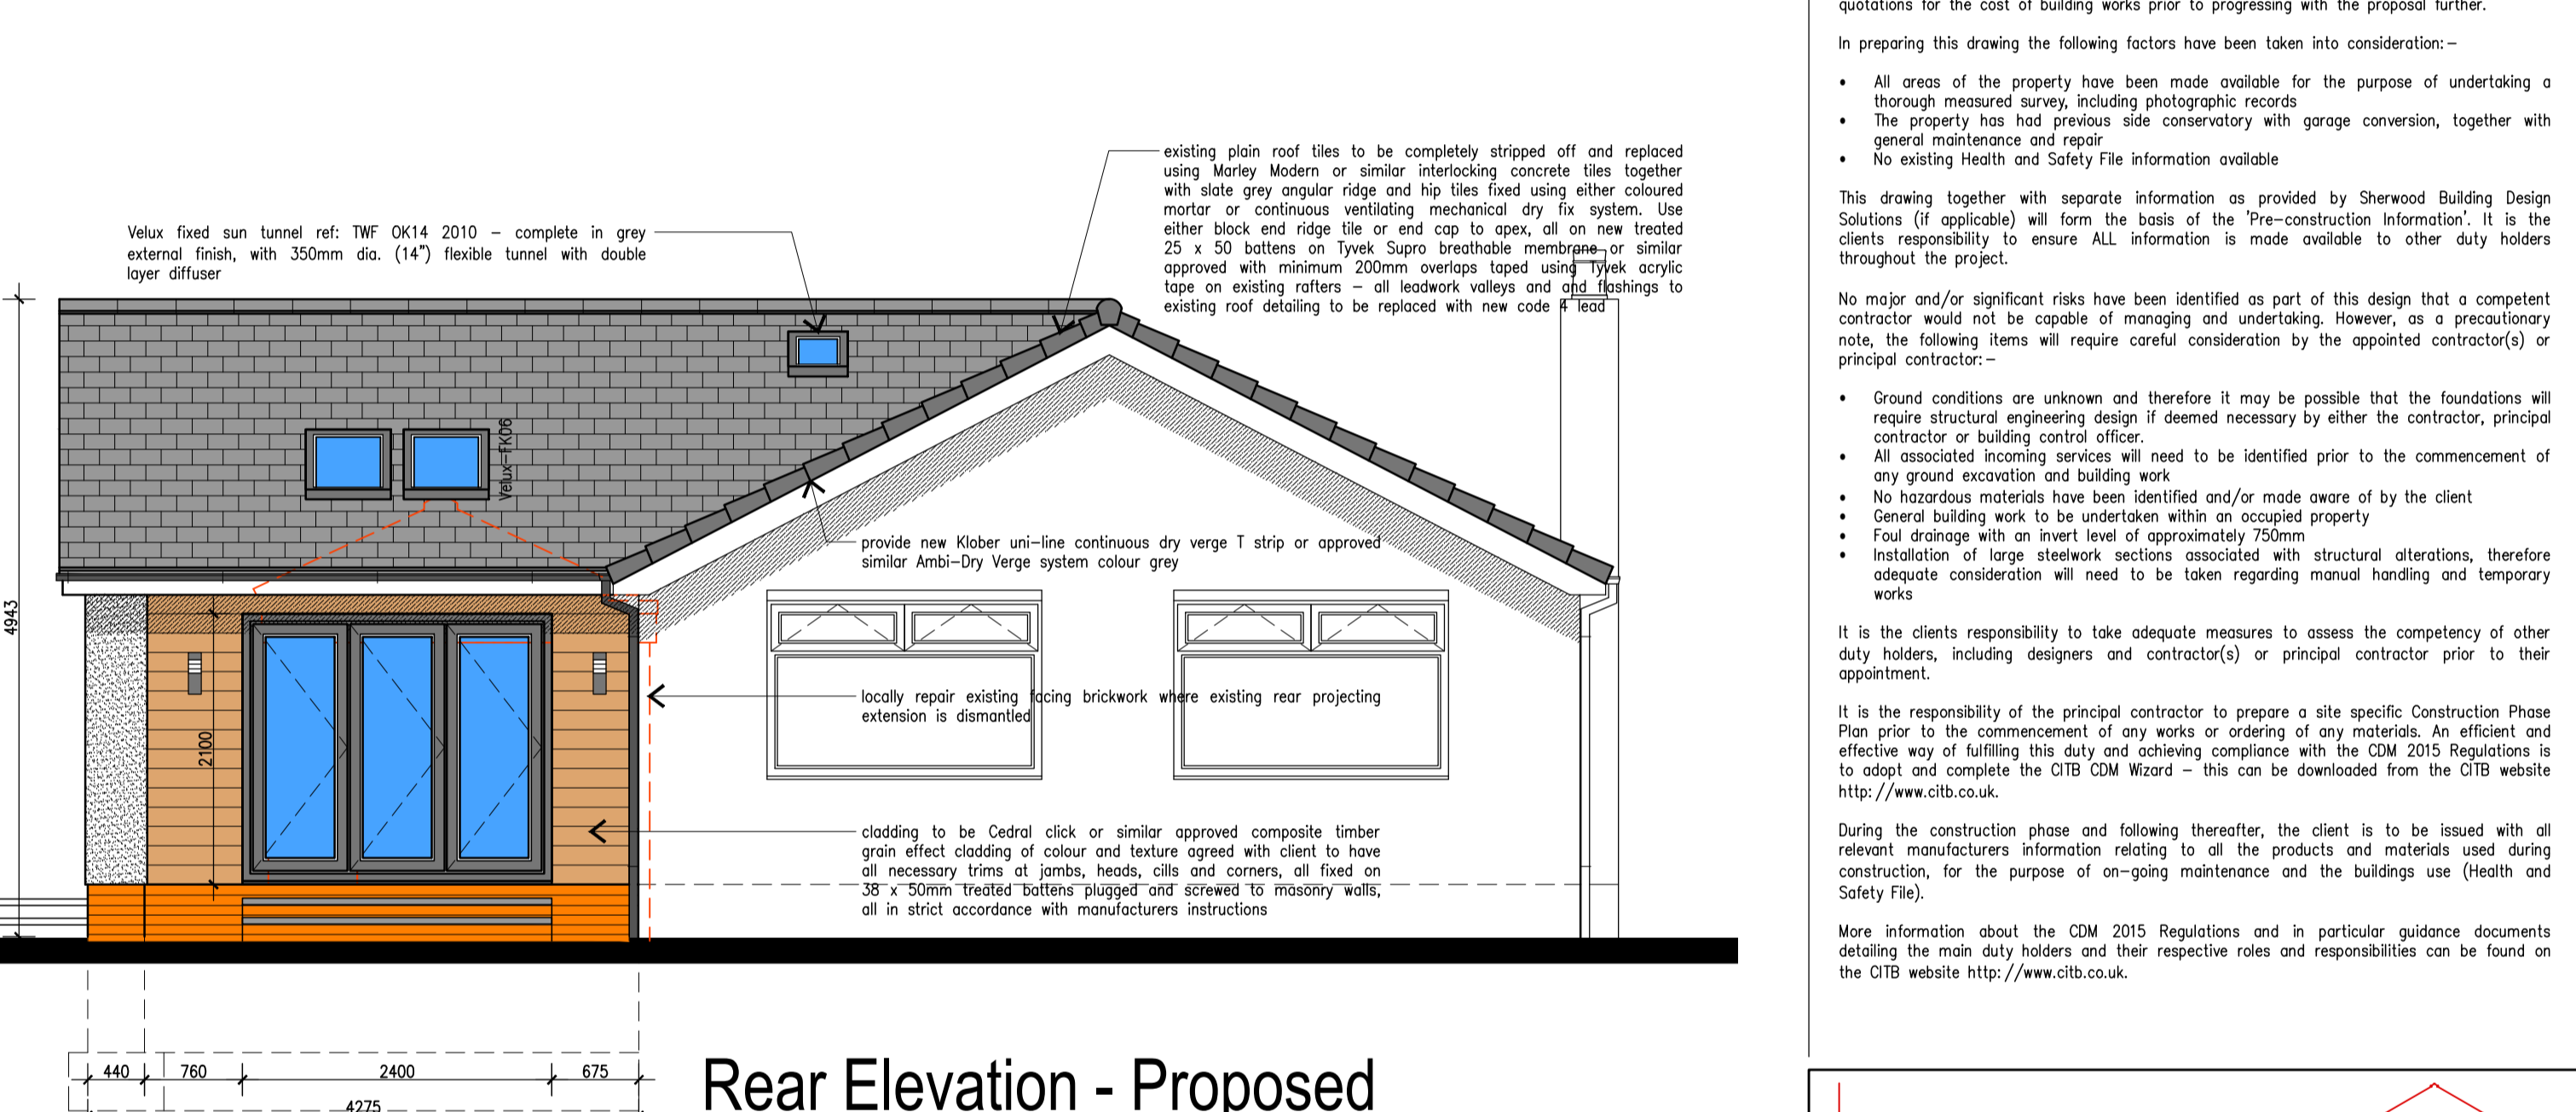 Velux fixed sun tunnel ref: TWF OK14 2010 – complete in grey
external finish, with 350mm dia. (14") flexible tunnel with double
layer diffuser
existing plain roof tiles to be completely stripped off and replaced
using Marley Modern or similar interlocking concrete tiles together
with slate grey angular ridge and hip tiles fixed using either coloured
mortar or continuous ventilating mechanical dry fix system. Use
either block end ridge tile or end cap to apex, all on new treated
25 x 50 battens on Tyvek Supro breathable membrane or similar
approved with minimum 200mm overlaps taped using Tyvek acrylic
tape on existing rafters – all leadwork valleys and and flashings to
existing roof detailing to be replaced with new code 4 lead
Velux-FK06
provide new Klober uni-line continuous dry verge T strip or approved
similar Ambi-Dry Verge system colour grey
4943
2100
locally repair existing facing brickwork where existing rear projecting
extension is dismantled
cladding to be Cedral click or similar approved composite timber
grain effect cladding of colour and texture agreed with client to have
all necessary trims at jambs, heads, cills and corners, all fixed on
38 x 50mm treated battens plugged and screwed to masonry walls,
all in strict accordance with manufacturers instructions
440 760 2400 675
4275
Rear Elevation - Proposed
quotations for the cost of building works prior to progressing with the proposal further.
In preparing this drawing the following factors have been taken into consideration:–
• All areas of the property have been made available for the purpose of undertaking a
thorough measured survey, including photographic records
• The property has had previous side conservatory with garage conversion, together with
general maintenance and repair
• No existing Health and Safety File information available
This drawing together with separate information as provided by Sherwood Building Design
Solutions (if applicable) will form the basis of the 'Pre-construction Information'. It is the
clients responsibility to ensure ALL information is made available to other duty holders
throughout the project.
No major and/or significant risks have been identified as part of this design that a competent
contractor would not be capable of managing and undertaking. However, as a precautionary
note, the following items will require careful consideration by the appointed contractor(s) or
principal contractor:–
• Ground conditions are unknown and therefore it may be possible that the foundations will
require structural engineering design if deemed necessary by either the contractor, principal
contractor or building control officer.
• All associated incoming services will need to be identified prior to the commencement of
any ground excavation and building work
• No hazardous materials have been identified and/or made aware of by the client
• General building work to be undertaken within an occupied property
• Foul drainage with an invert level of approximately 750mm
• Installation of large steelwork sections associated with structural alterations, therefore
adequate consideration will need to be taken regarding manual handling and temporary
works
It is the clients responsibility to take adequate measures to assess the competency of other
duty holders, including designers and contractor(s) or principal contractor prior to their
appointment.
It is the responsibility of the principal contractor to prepare a site specific Construction Phase
Plan prior to the commencement of any works or ordering of any materials. An efficient and
effective way of fulfilling this duty and achieving compliance with the CDM 2015 Regulations is
to adopt and complete the CITB CDM Wizard – this can be downloaded from the CITB website
http://www.citb.co.uk.
During the construction phase and following thereafter, the client is to be issued with all
relevant manufacturers information relating to all the products and materials used during
construction, for the purpose of on-going maintenance and the buildings use (Health and
Safety File).
More information about the CDM 2015 Regulations and in particular guidance documents
detailing the main duty holders and their respective roles and responsibilities can be found on
the CITB website http://www.citb.co.uk.